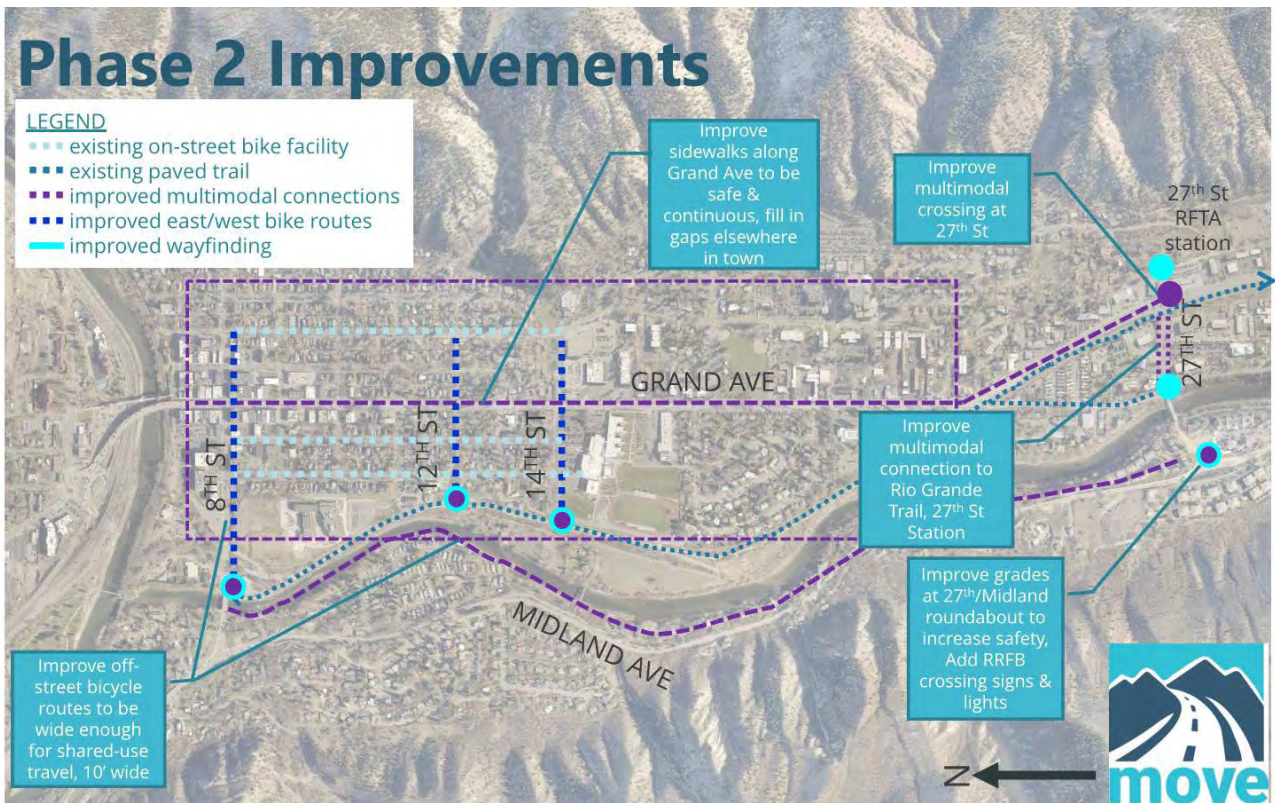 Phase 2 Improvements
LEGEND
existing on-street bike facility
existing paved trail
improved multimodal connections
improved east/west bike routes
improved wayfinding
Improve
sidewalks along
Grand Ave to be
safe &
continuous, fill in
gaps elsewhere
in town
Improve
multimodal
crossing at
27th St
27th St
RFTA
station
27TH ST
GRAND AVE
8TH ST
12TH ST
14TH ST
Improve
multimodal
connection to
Rio Grande
Trail, 27th St
Station
MIDLAND AVE
Improve grades
at 27th/Midland
roundabout to
increase safety,
Add RRFB
crossing signs &
lights
Improve off-
street bicycle
routes to be
wide enough
for shared-use
travel, 10' wide
N
move